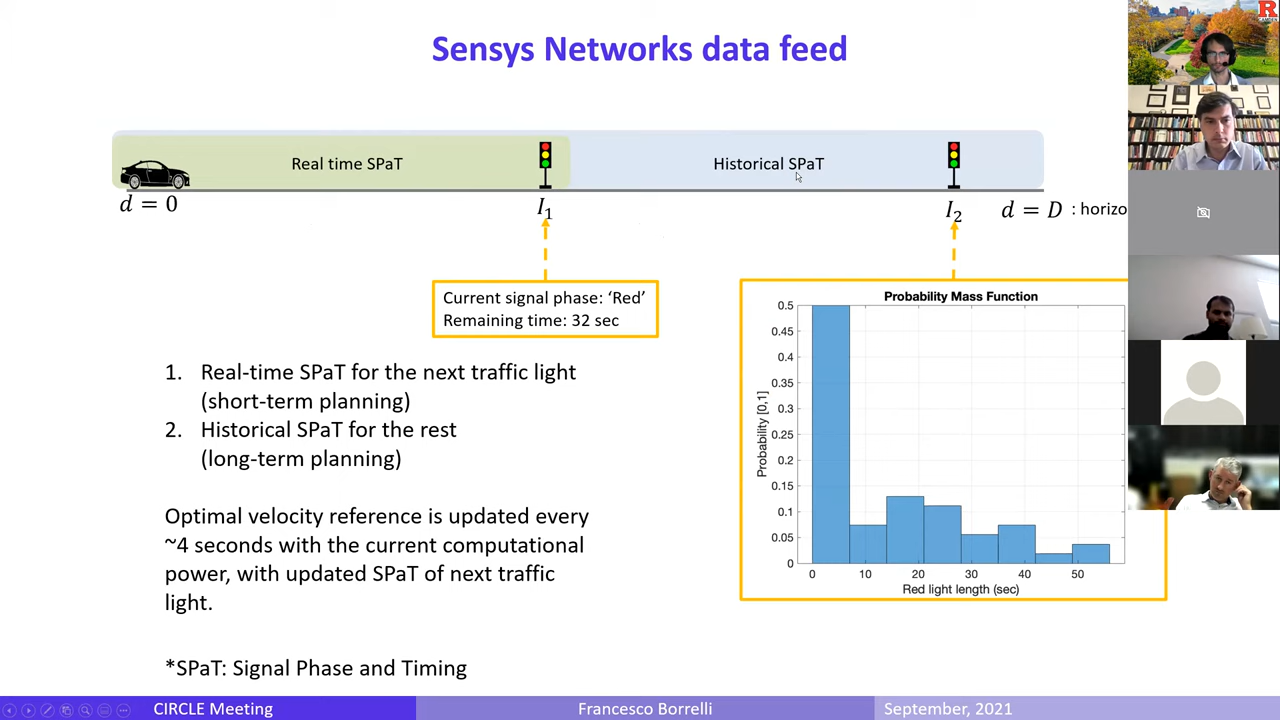 Sensys Networks data feed
Real time SPaT
Historical SPaT
d = 0
I₁
I₂
d = D : horizo
Current signal phase: ‘Red’
Remaining time: 32 sec
1. Real-time SPaT for the next traffic light
(short-term planning)
2. Historical SPaT for the rest
(long-term planning)
Optimal velocity reference is updated every
~4 seconds with the current computational
power, with updated SPaT of next traffic
light.
*SPaT: Signal Phase and Timing
Probability Mass Function
Probability [0,1]
0.5
0.45
0.4
0.35
0.3
0.25
0.2
0.15
0.1
0.05
0
0 10 20 30 40 50
Red light length (sec)
CIRCLE Meeting
Francesco Borrelli
September, 2021
R